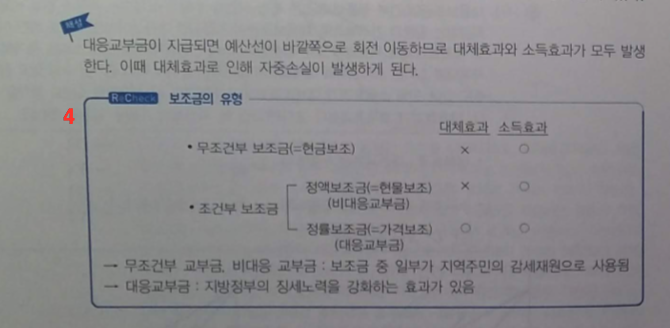 해설
대응교부금이 지급되면 예산선이 바깥쪽으로 회전 이동하므로 대체효과와 소득효과가 모두 발생
한다. 이때 대체효과로 인해 자중손실이 발생하게 된다.
4
ReCheck 보조금의 유형
대체효과 소득효과
• 무조건부 보조금(=현금보조) × ○
정액보조금(=현물보조) × ○
(비대응교부금)
• 조건부 보조금
정률보조금(=가격보조) ○ ○
(대응교부금)
→ 무조건부 교부금, 비대응 교부금 : 보조금 중 일부가 지역주민의 감세재원으로 사용됨
→ 대응교부금 : 지방정부의 징세노력을 강화하는 효과가 있음